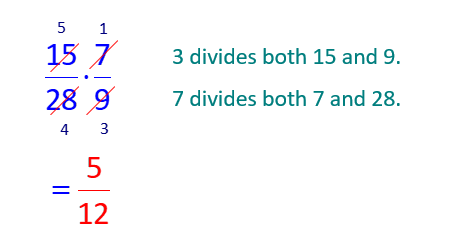 5 1
15/28 · 7/9
4 3
= 5/12
3 divides both 15 and 9.
7 divides both 7 and 28.